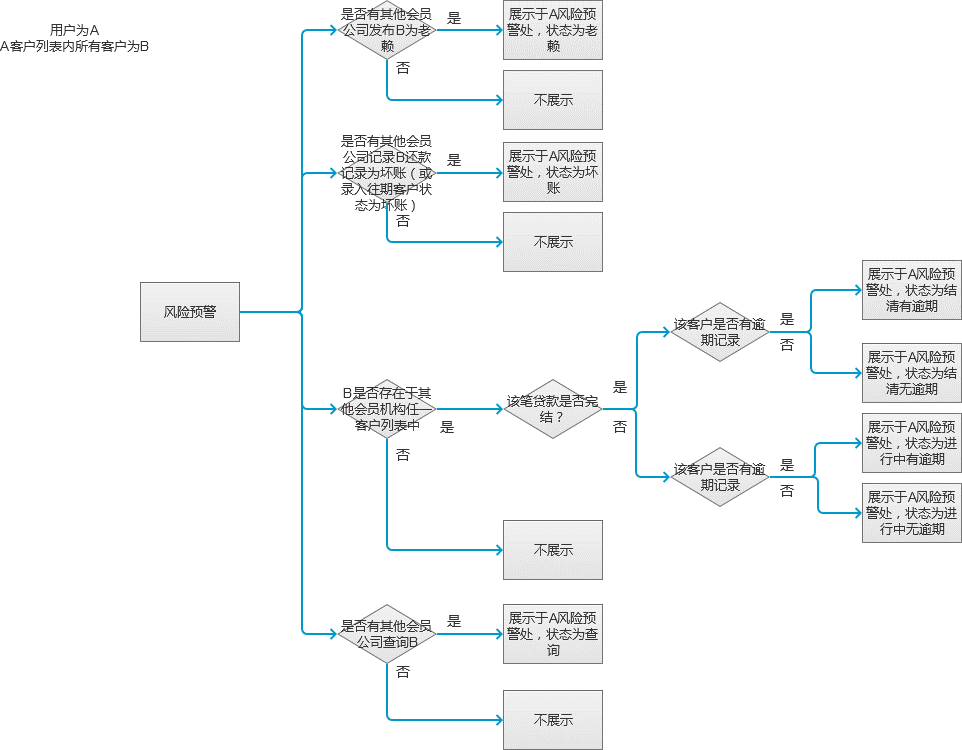 用户为A
A客户列表内所有客户为B
是否有其他会员
公司发布B为老
赖
是
展示于A风险预
警处，状态为老
赖
否
不展示
是否有其他会员
公司记录B还款
记录为坏账（或
录入往期客户状
态为坏账）
是
展示于A风险预
警处，状态为坏
账
否
不展示
风险预警
B是否存在于其
他会员机构任一
客户列表中
是
该笔贷款是否完
结？
是
该客户是否有逾
期记录
是
展示于A风险预
警处，状态为结
清有逾期
否
展示于A风险预
警处，状态为结
清无逾期
否
该客户是否有逾
期记录
是
展示于A风险预
警处，状态为进
行中有逾期
否
展示于A风险预
警处，状态为进
行中无逾期
否
不展示
是否有其他会员
公司查询B
是
展示于A风险预
警处，状态为查
询
否
不展示